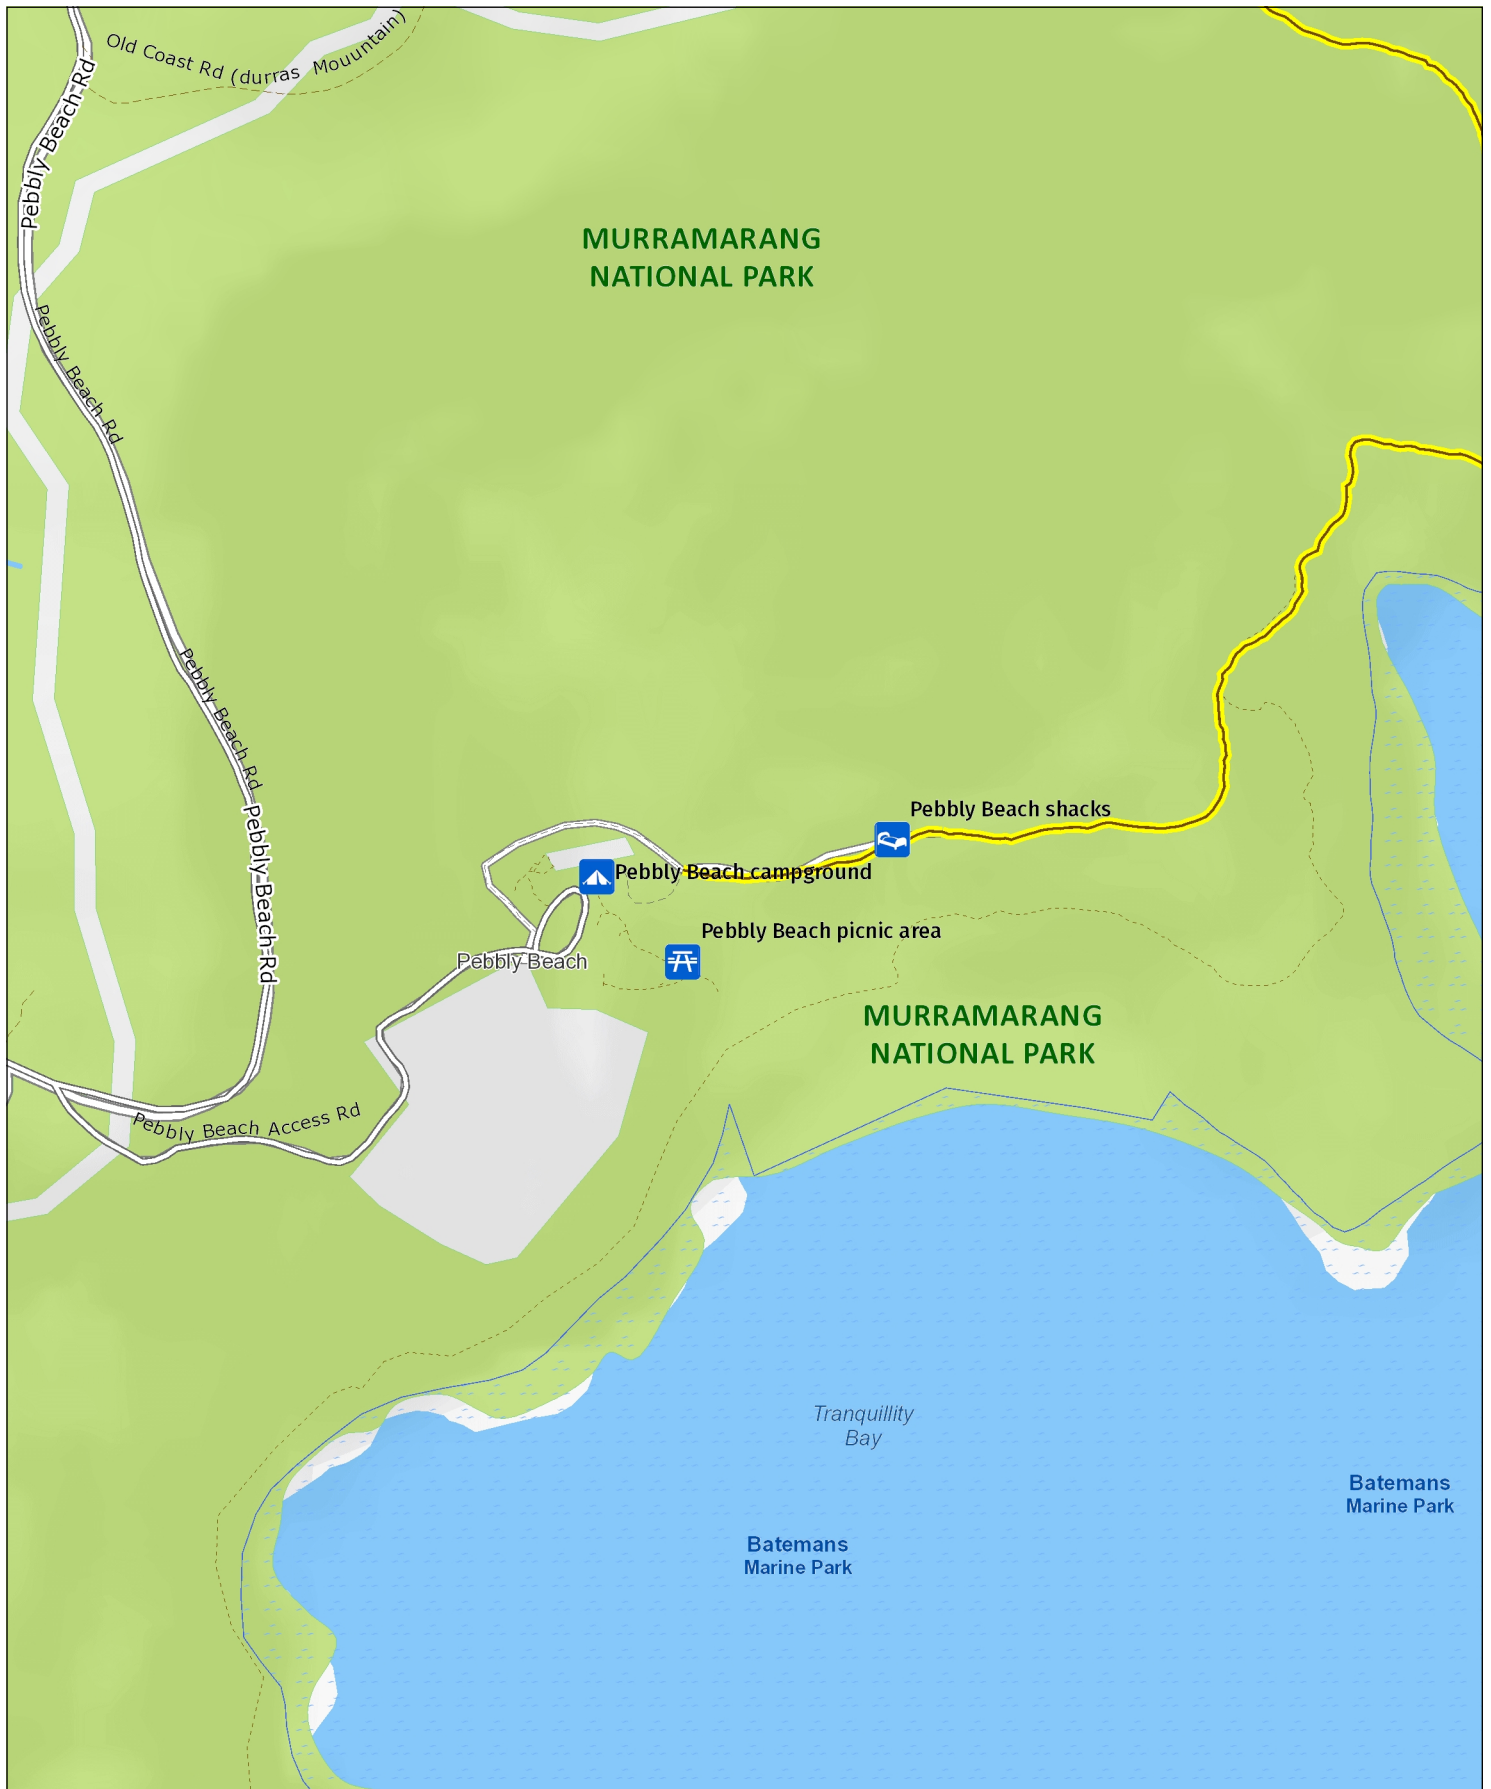 Old Coast Rd (durras Mouuntain)
Pebbly-Beach-Rd
MURRAMARANG
NATIONAL PARK
Pebbly Beach Rd
Pebbly Beach Rd
Pebbly-Beach-Rd
Pebbly Beach shacks
Pebbly Beach campground
Pebbly Beach picnic area
Pebbly Beach
MURRAMARANG
NATIONAL PARK
Pebbly Beach Access Rd
Tranquillity
Bay
Batemans
Marine Park
Batemans
Marine Park